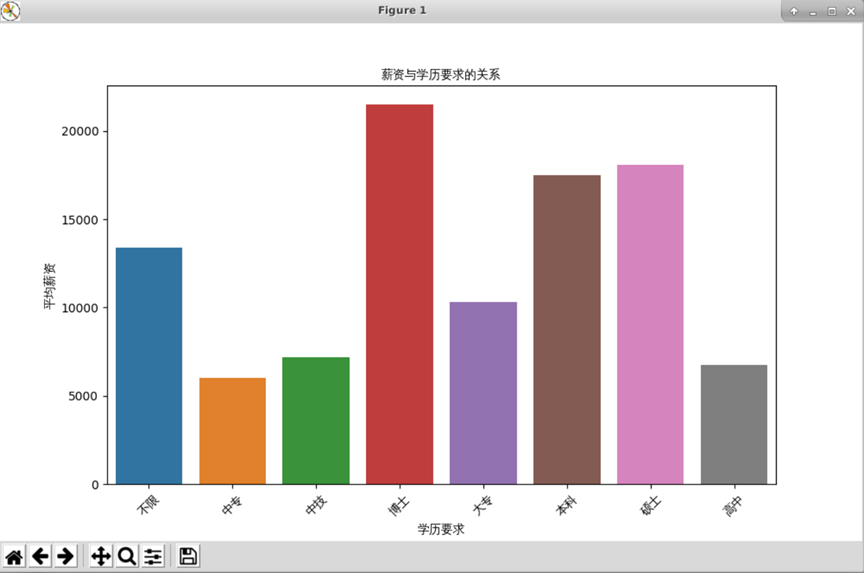 Figure 1
薪资与学历要求的关系
20000
15000
10000
5000
0
平均薪资
不限 中专 中技 博士 大专 本科 硕士 高中
学历要求